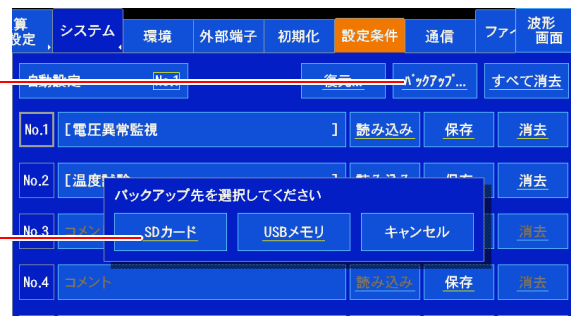 算
設定 システム 環境 外部端子 初期化 設定条件 通信 ファイ 波形
画面
自動設定 No.1 復元... ﾊﾞｯｸｱｯﾌﾟ... すべて消去
No.1 [電圧異常監視 ] 読み込み 保存 消去
No.2 [温度試験 ] 読み込み 保存 消去
バックアップ先を選択してください
No.3 コメント SDカード USBメモリ キャンセル 消去
No.4 コメント 読み込み 保存 消去